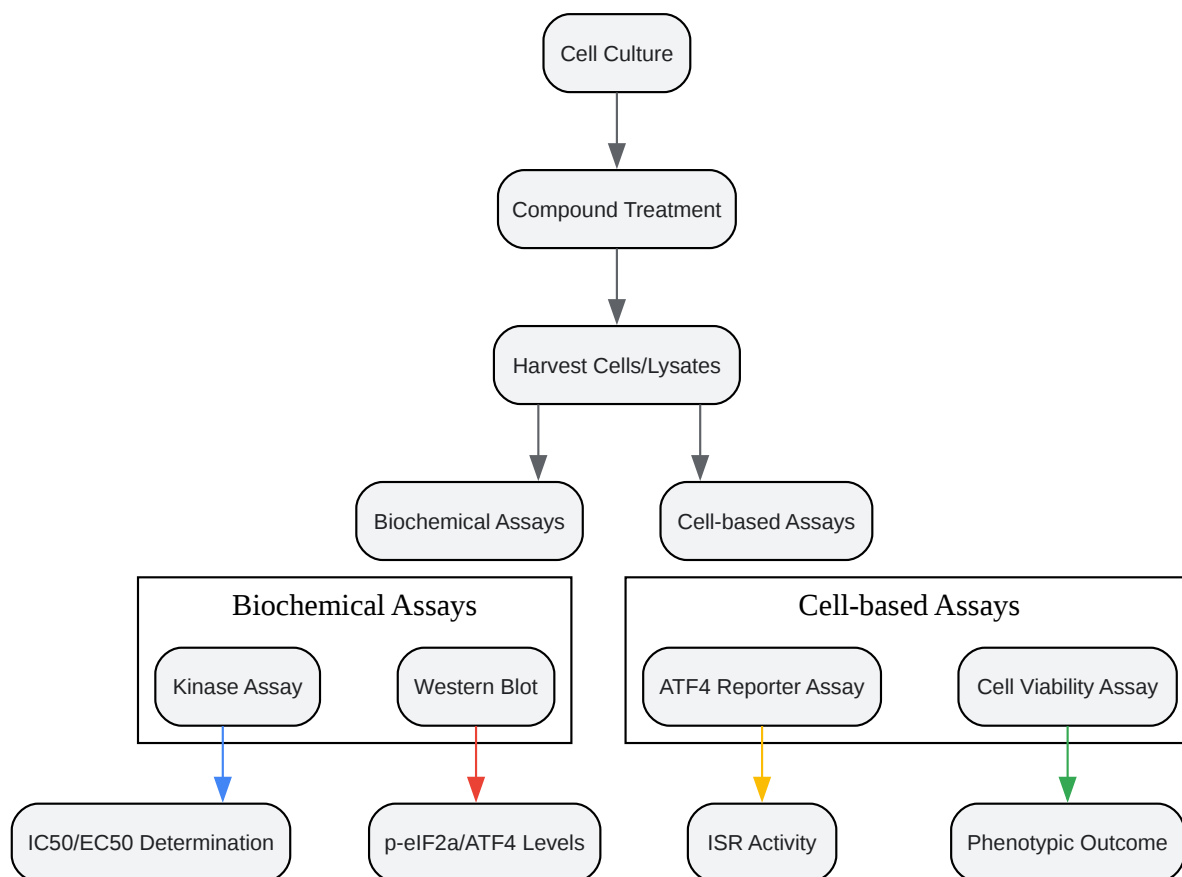 Cell Culture
Compound Treatment
Harvest Cells/Lysates
Biochemical Assays
Cell-based Assays
Biochemical Assays
Cell-based Assays
Kinase Assay
Western Blot
ATF4 Reporter Assay
Cell Viability Assay
IC50/EC50 Determination
p-eIF2a/ATF4 Levels
ISR Activity
Phenotypic Outcome